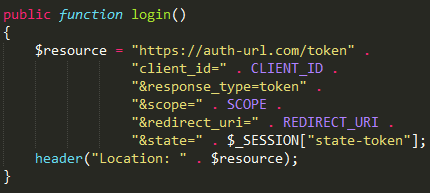 public function login()
{
    $resource = "https://auth-url.com/token" .
                "client_id=" . CLIENT_ID .
                "&response_type=token" .
                "&scope=" . SCOPE .
                "&redirect_uri=" . REDIRECT_URI .
                "&state=" . $_SESSION["state-token"];
    header("Location: " . $resource);
}